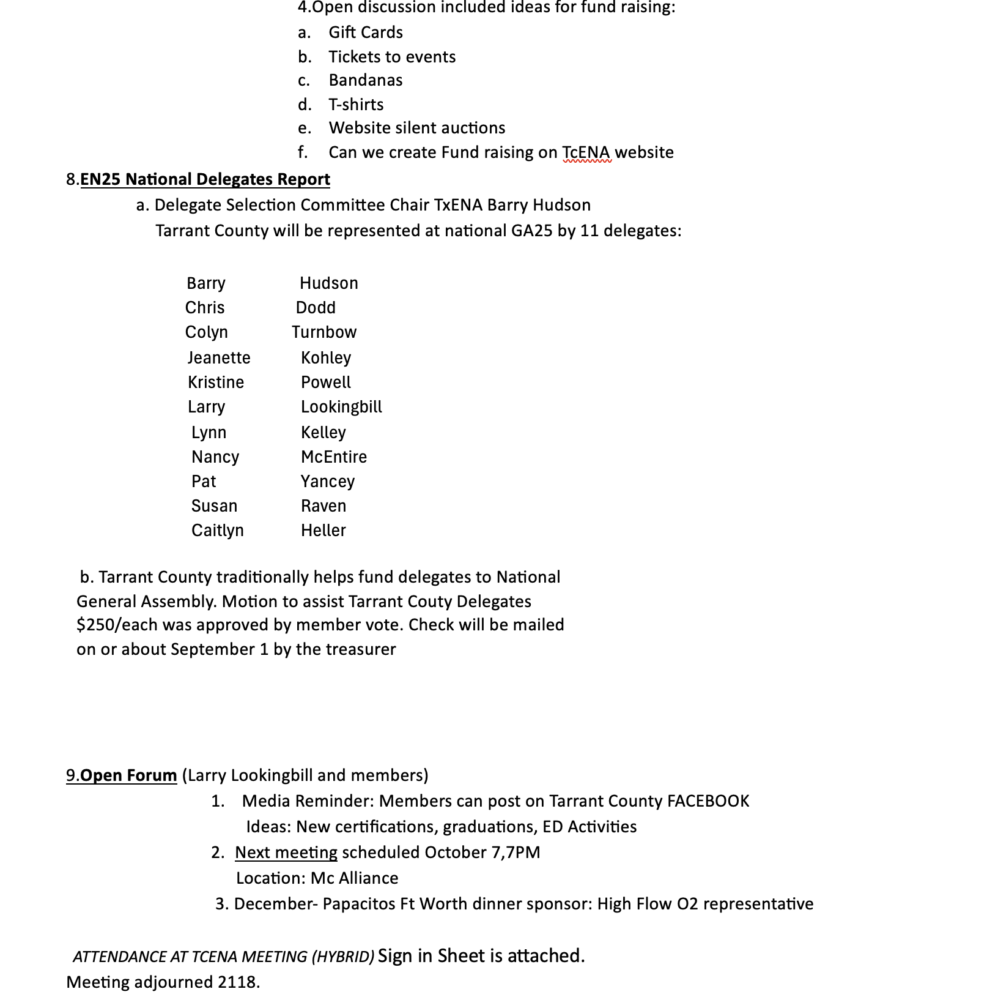 4.Open discussion included ideas for fund raising:
a. Gift Cards
b. Tickets to events
c. Bandanas
d. T-shirts
e. Website silent auctions
f. Can we create Fund raising on TcENA website
8.EN25 National Delegates Report
a. Delegate Selection Committee Chair TxENA Barry Hudson
Tarrant County will be represented at national GA25 by 11 delegates:
Barry Hudson
Chris Dodd
Colyn Turnbow
Jeanette Kohley
Kristine Powell
Larry Lookingbill
Lynn Kelley
Nancy McEntire
Pat Yancey
Susan Raven
Caitlyn Heller
b. Tarrant County traditionally helps fund delegates to National
General Assembly. Motion to assist Tarrant Couty Delegates
$250/each was approved by member vote. Check will be mailed
on or about September 1 by the treasurer
9.Open Forum (Larry Lookingbill and members)
1. Media Reminder: Members can post on Tarrant County FACEBOOK
Ideas: New certifications, graduations, ED Activities
2. Next meeting scheduled October 7,7PM
Location: Mc Alliance
3. December- Papacitos Ft Worth dinner sponsor: High Flow O2 representative
ATTENDANCE AT TCENA MEETING (HYBRID) Sign in Sheet is attached.
Meeting adjourned 2118.